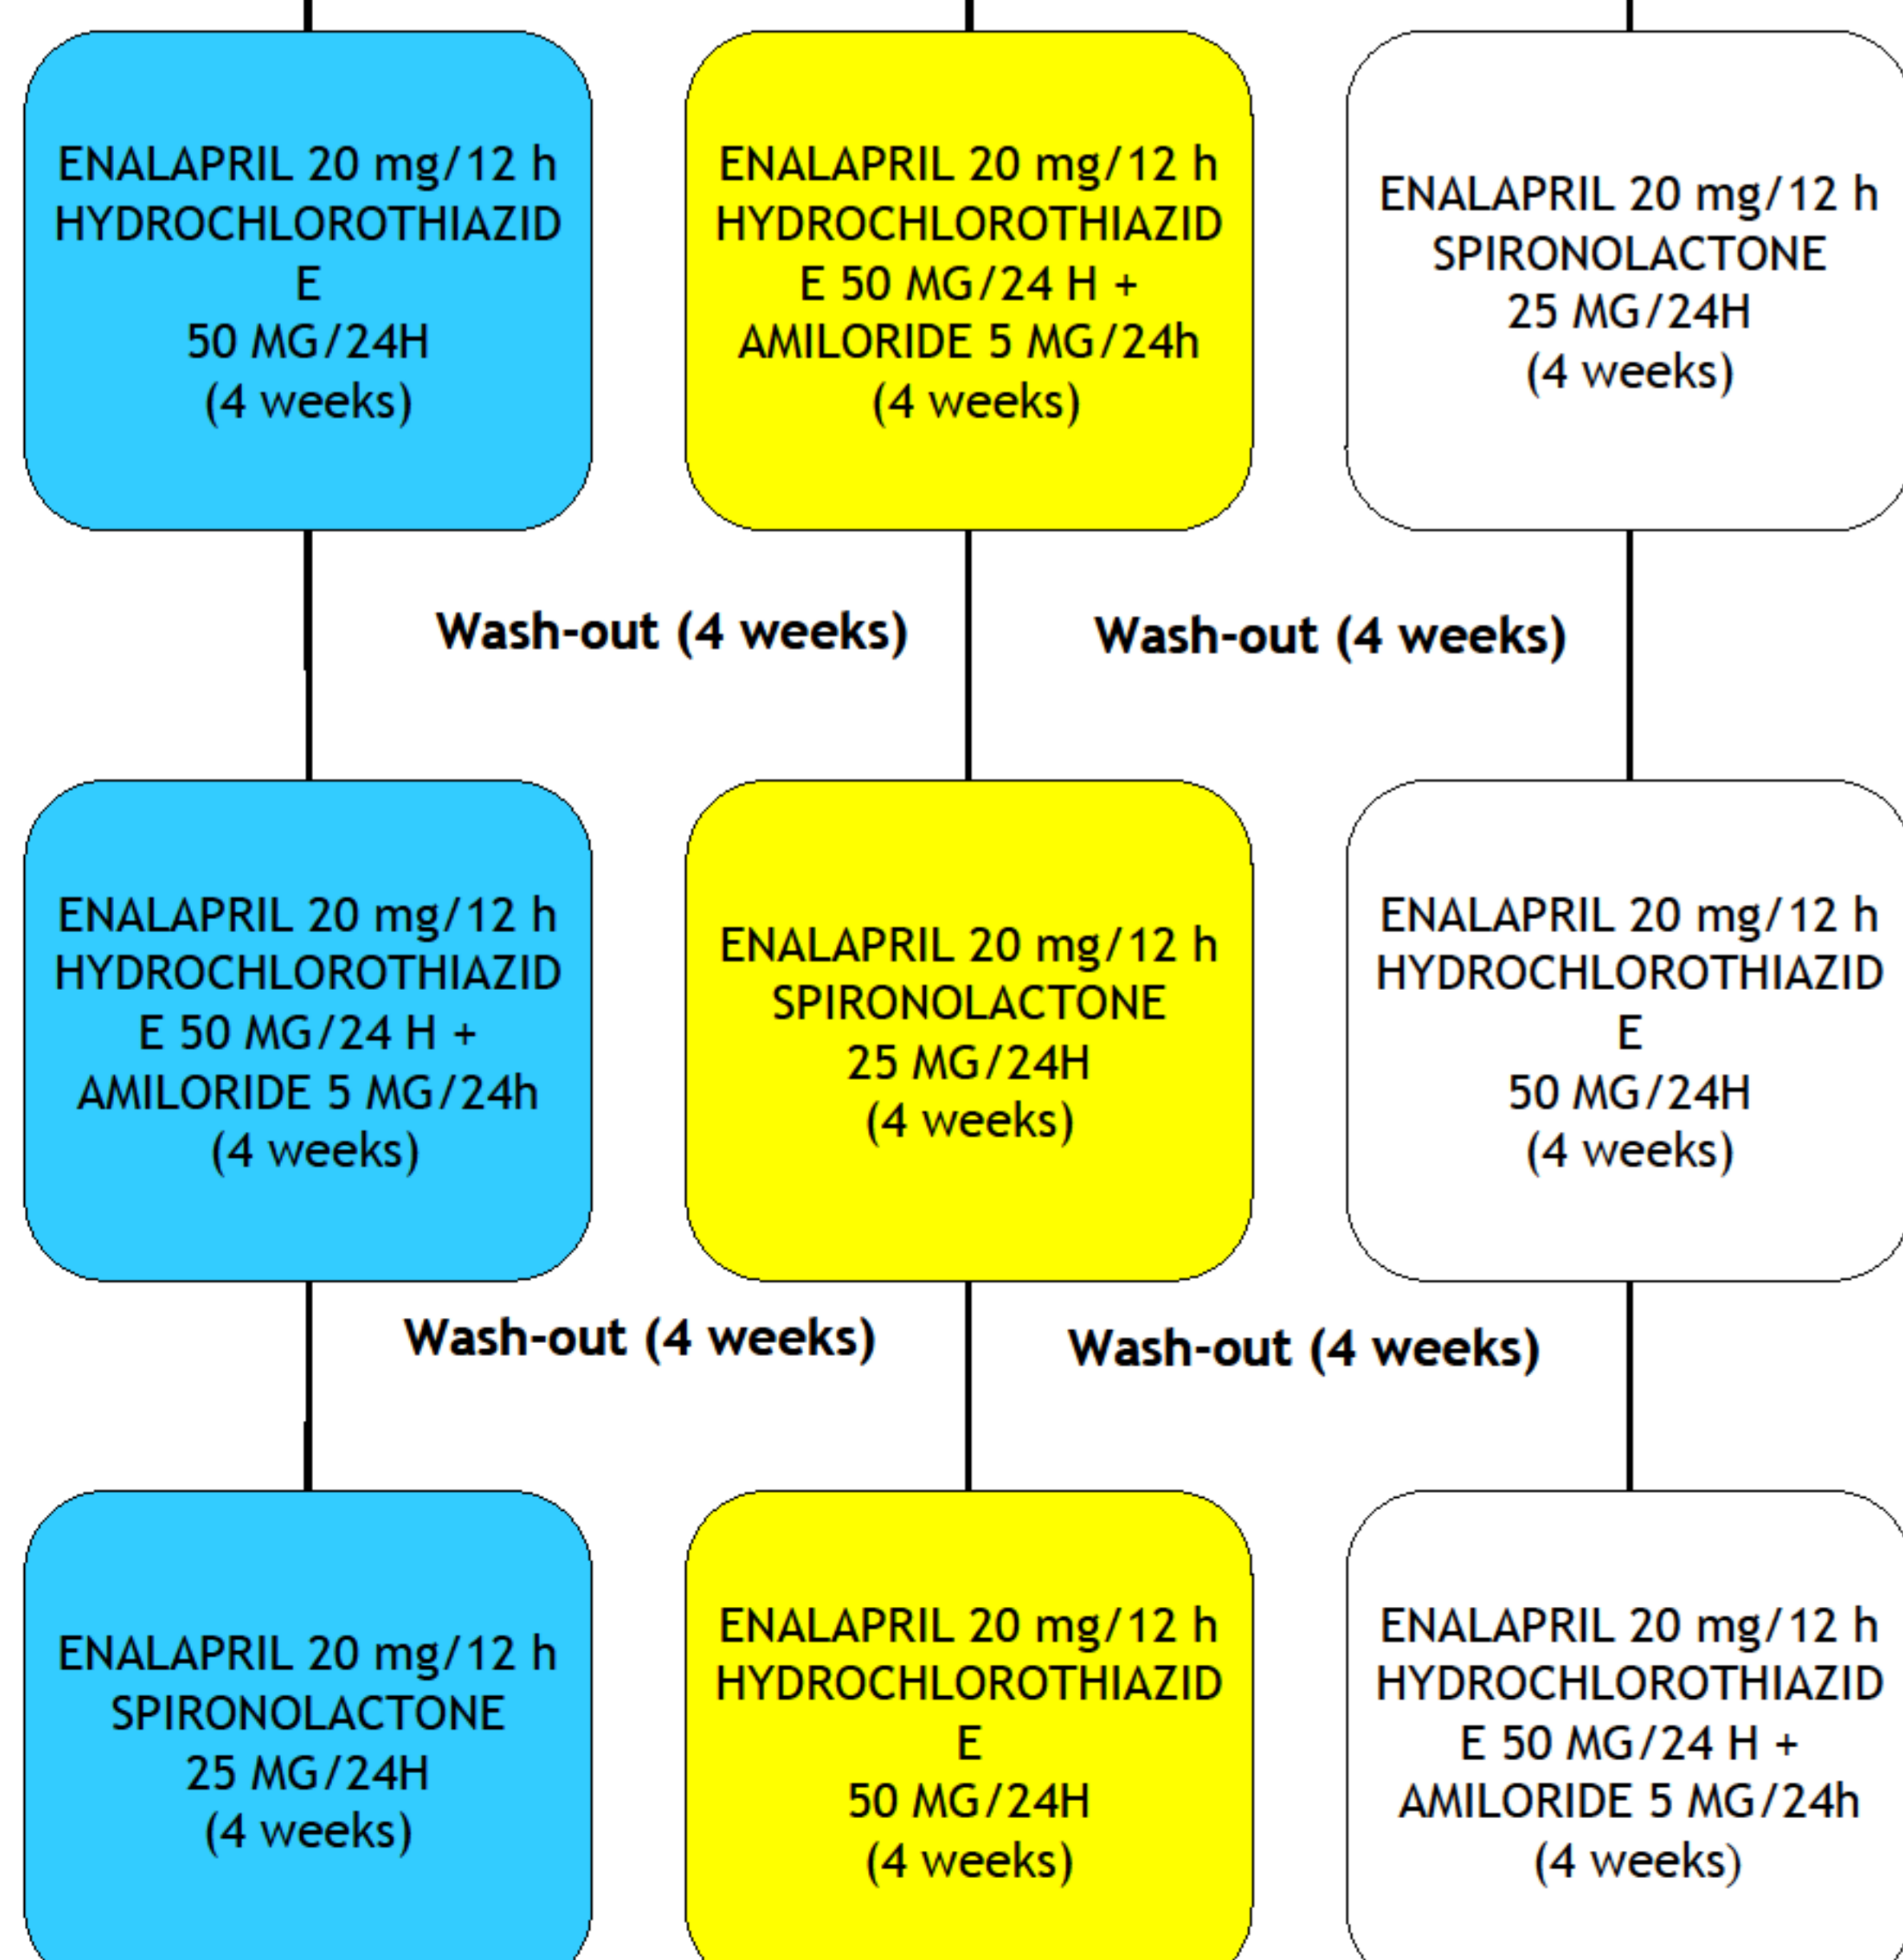 ENALAPRIL 20 mg/12 h
HYDROCHLOROTHIAZID
E
50 MG/24H
(4 weeks)
ENALAPRIL 20 mg/12 h
HYDROCHLOROTHIAZID
E 50 MG/24 H +
AMILORIDE 5 MG/24h
(4 weeks)
ENALAPRIL 20 mg/12 h
SPIRONOLACTONE
25 MG/24H
(4 weeks)
Wash-out (4 weeks)
Wash-out (4 weeks)
ENALAPRIL 20 mg/12 h
HYDROCHLOROTHIAZID
E 50 MG/24 H +
AMILORIDE 5 MG/24h
(4 weeks)
ENALAPRIL 20 mg/12 h
SPIRONOLACTONE
25 MG/24H
(4 weeks)
ENALAPRIL 20 mg/12 h
HYDROCHLOROTHIAZID
E
50 MG/24H
(4 weeks)
Wash-out (4 weeks)
Wash-out (4 weeks)
ENALAPRIL 20 mg/12 h
SPIRONOLACTONE
25 MG/24H
(4 weeks)
ENALAPRIL 20 mg/12 h
HYDROCHLOROTHIAZID
E
50 MG/24H
(4 weeks)
ENALAPRIL 20 mg/12 h
HYDROCHLOROTHIAZID
E 50 MG/24 H +
AMILORIDE 5 MG/24h
(4 weeks)